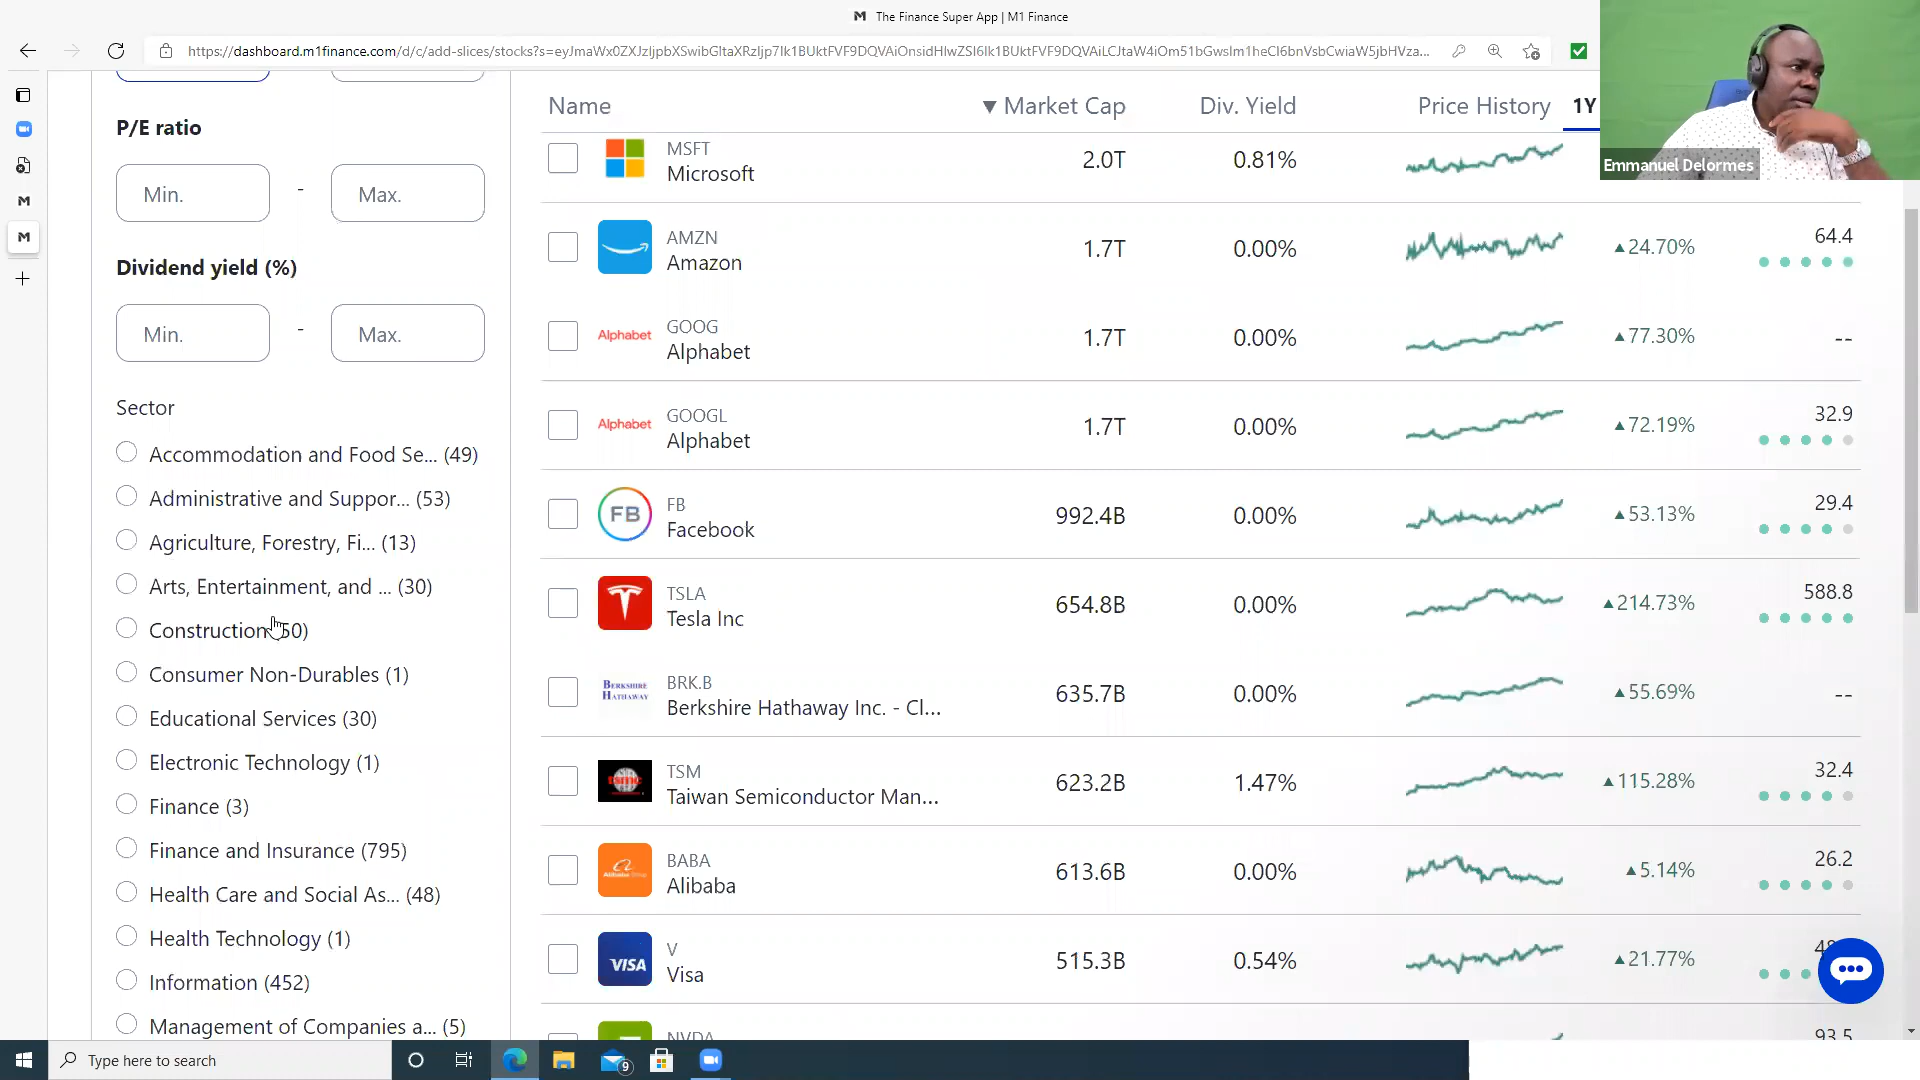 The Finance Super App | M1 Finance
https://dashboard.m1finance.com/d/c/add-slices/stocks?s=
P/E ratio
Min. - Max.
Dividend yield (%)
Min. - Max.
Sector
Accommodation and Food Se... (49)
Administrative and Suppor... (53)
Agriculture, Forestry, Fi... (13)
Arts, Entertainment, and ... (30)
Construction 50)
Consumer Non-Durables (1)
Educational Services (30)
Electronic Technology (1)
Finance (3)
Finance and Insurance (795)
Health Care and Social As... (48)
Health Technology (1)
Information (452)
Management of Companies a... (5)
Name ▼ Market Cap Div. Yield Price History 1Y
MSFT
Microsoft 2.0T 0.81%
AMZN
Amazon 1.7T 0.00% ▲24.70% 64.4
Alphabet
GOOG
Alphabet 1.7T 0.00% ▲77.30% --
Alphabet
GOOGL
Alphabet 1.7T 0.00% ▲72.19% 32.9
FB
FB
Facebook 992.4B 0.00% ▲53.13% 29.4
TSLA
Tesla Inc 654.8B 0.00% ▲214.73% 588.8
BERKSHIRE
HATHAWAY
BRK.B
Berkshire Hathaway Inc. - Cl... 635.7B 0.00% ▲55.69% --
tsmc
TSM
Taiwan Semiconductor Man... 623.2B 1.47% ▲115.28% 32.4
BABA
Alibaba 613.6B 0.00% ▲5.14% 26.2
VISA
V
Visa 515.3B 0.54% ▲21.77%
NVDA
93.5
Emmanuel Delormes
Type here to search
9